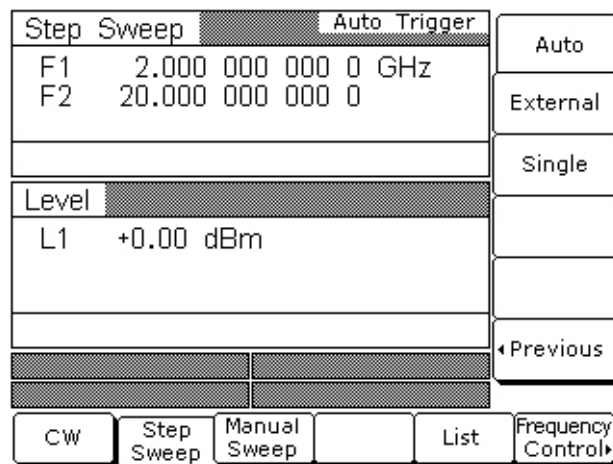 Step Sweep Auto Trigger
F1 2.000 000 000 0 GHz
F2 20.000 000 000 0
Level
L1 +0.00 dBm
Auto
External
Single
Previous
CW
Step
Sweep
Manual
Sweep
List
Frequency
Control